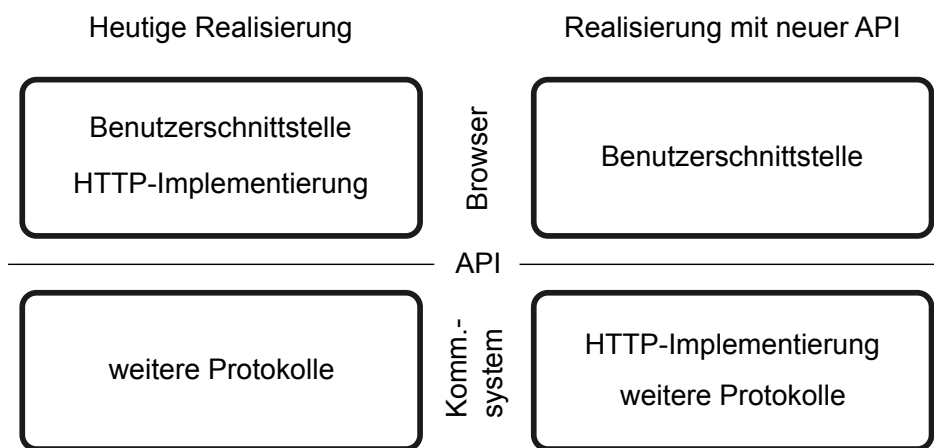 Heutige Realisierung
Realisierung mit neuer API
Benutzerschnittstelle
HTTP-Implementierung
Browser
Benutzerschnittstelle
API
weitere Protokolle
Komm.-
system
HTTP-Implementierung
weitere Protokolle